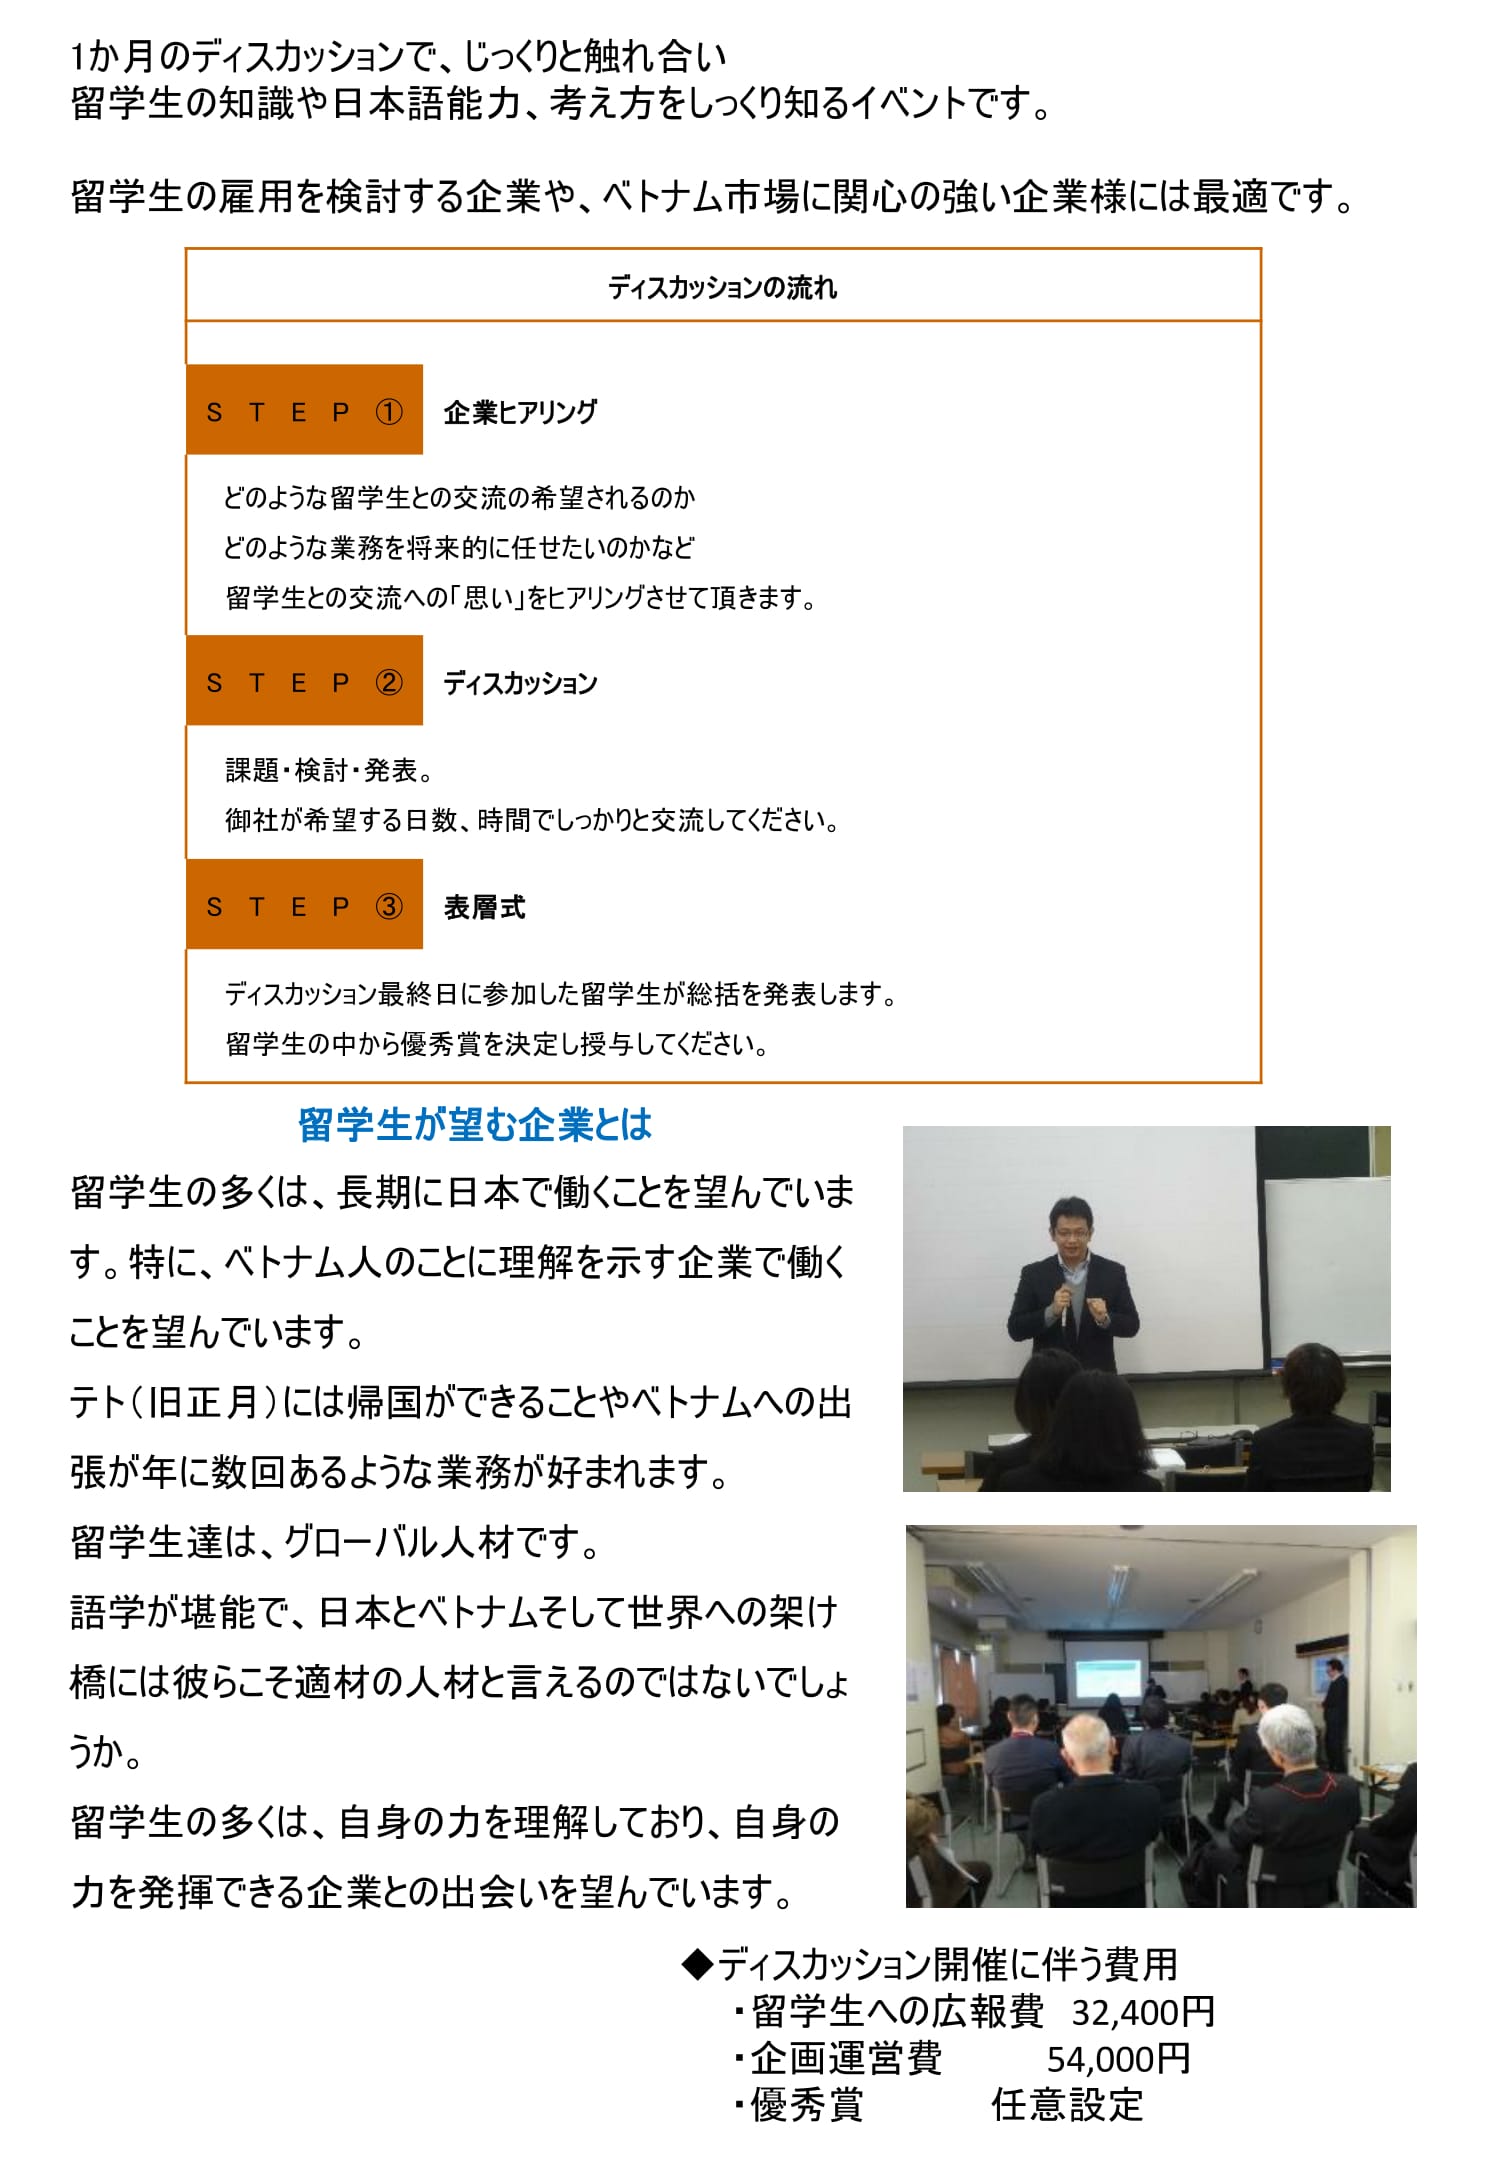 1か月のディスカッションで、じっくりと触れ合い
留学生の知識や日本語能力、考え方をしっくり知るイベントです。
留学生の雇用を検討する企業や、ベトナム市場に関心の強い企業様には最適です。
ディスカッションの流れ
STEP① 企業ヒアリング
どのような留学生との交流の希望されるのか
どのような業務を将来的に任せたいのかなど
留学生との交流への「思い」をヒアリングさせて頂きます。
STEP② ディスカッション
課題・検討・発表。
御社が希望する日数、時間でしっかりと交流してください。
STEP③ 表層式
ディスカッション最終日に参加した留学生が総括を発表します。
留学生の中から優秀賞を決定し授与してください。
留学生が望む企業とは
留学生の多くは、長期に日本で働くことを望んでいま
す。特に、ベトナム人のことに理解を示す企業で働く
ことを望んでいます。
テト（旧正月）には帰国ができることやベトナムへの出
張が年に数回あるような業務が好まれます。
留学生達は、グローバル人材です。
語学が堪能で、日本とベトナムそして世界への架け
橋には彼らこそ適材の人材と言えるのではないでしょ
うか。
留学生の多くは、自身の力を理解しており、自身の
力を発揮できる企業との出会いを望んでいます。
◆ディスカッション開催に伴う費用
・留学生への広報費 32,400円
・企画運営費 54,000円
・優秀賞 任意設定